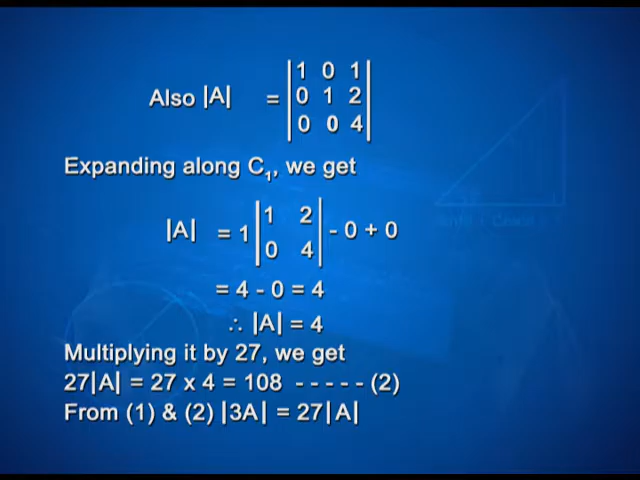 Also |A| = |1 0 1|
|0 1 2|
|0 0 4|
Expanding along C₁, we get
|A| = 1 |1 2| - 0 + 0
|0 4|
= 4 - 0 = 4
∴ |A| = 4
Multiplying it by 27, we get
27|A| = 27 x 4 = 108 - - - - - (2)
From (1) & (2) |3A| = 27|A|